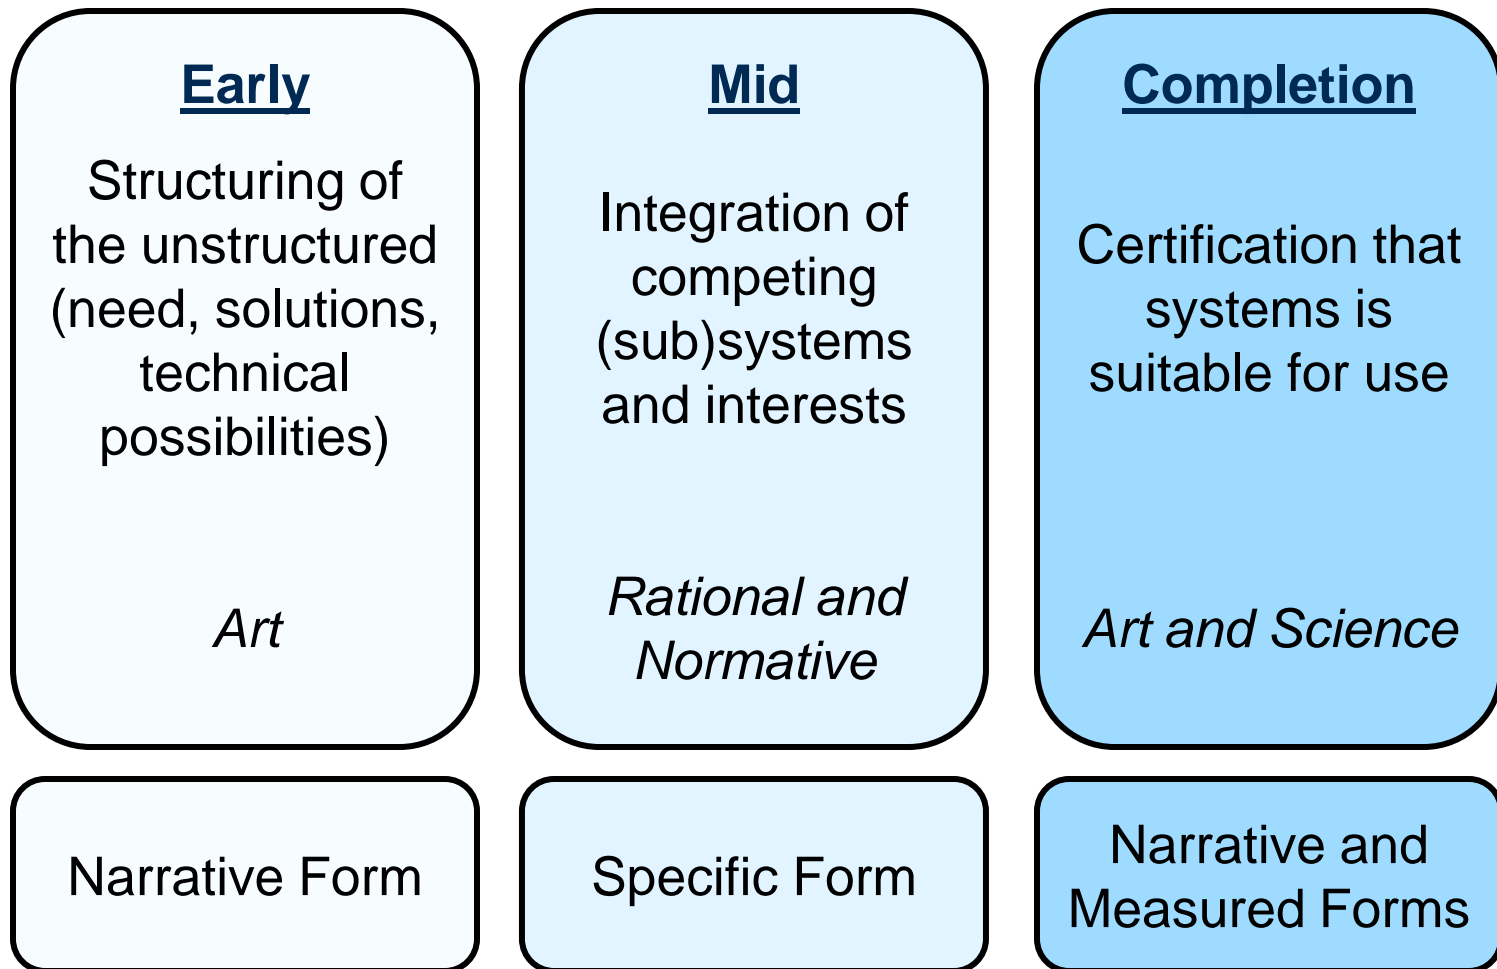 Early
Structuring of
the unstructured
(need, solutions,
technical
possibilities)
Art
Narrative Form
Mid
Integration of
competing
(sub)systems
and interests
Rational and
Normative
Specific Form
Completion
Certification that
systems is
suitable for use
Art and Science
Narrative and
Measured Forms